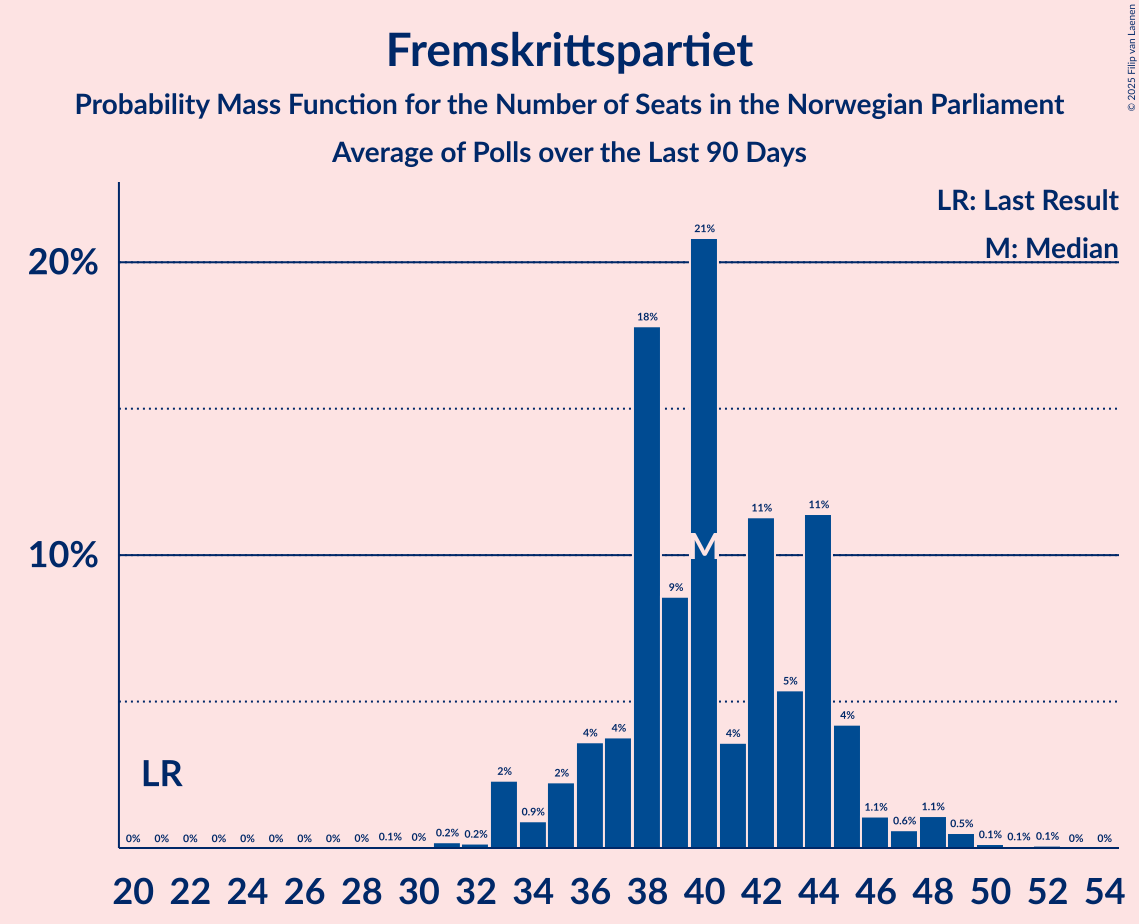 Fremskrittspartiet
Probability Mass Function for the Number of Seats in the Norwegian Parliament
Average of Polls over the Last 90 Days
© 2025 Filip van Laenen
LR: Last Result
M: Median
20%
10%
21%
18%
11%
11%
9%
5%
4%
4%
4%
4%
2%
2%
0.9%
1.1%
0.6%
1.1%
0.5%
M
LR
0% 0% 0% 0% 0% 0% 0% 0% 0% 0.1% 0% 0.2% 0.2% 0.1% 0.1% 0.1% 0% 0%
20 22 24 26 28 30 32 34 36 38 40 42 44 46 48 50 52 54